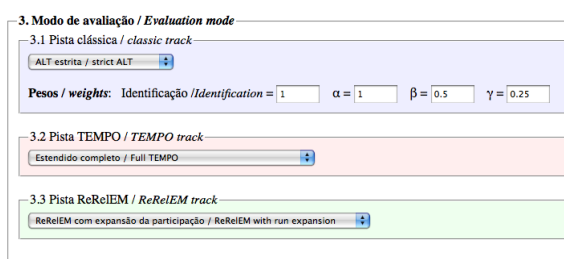 3. Modo de avaliação / Evaluation mode
3.1 Pista clássica / classic track
ALT estrita / strict ALT
Pesos / weights: Identificação /Identification = 1 α = 1 β = 0.5 γ = 0.25
3.2 Pista TEMPO / TEMPO track
Estendido completo / Full TEMPO
3.3 Pista ReRelEM / ReRelEM track
ReRelEM com expansão da participação / ReRelEM with run expansion